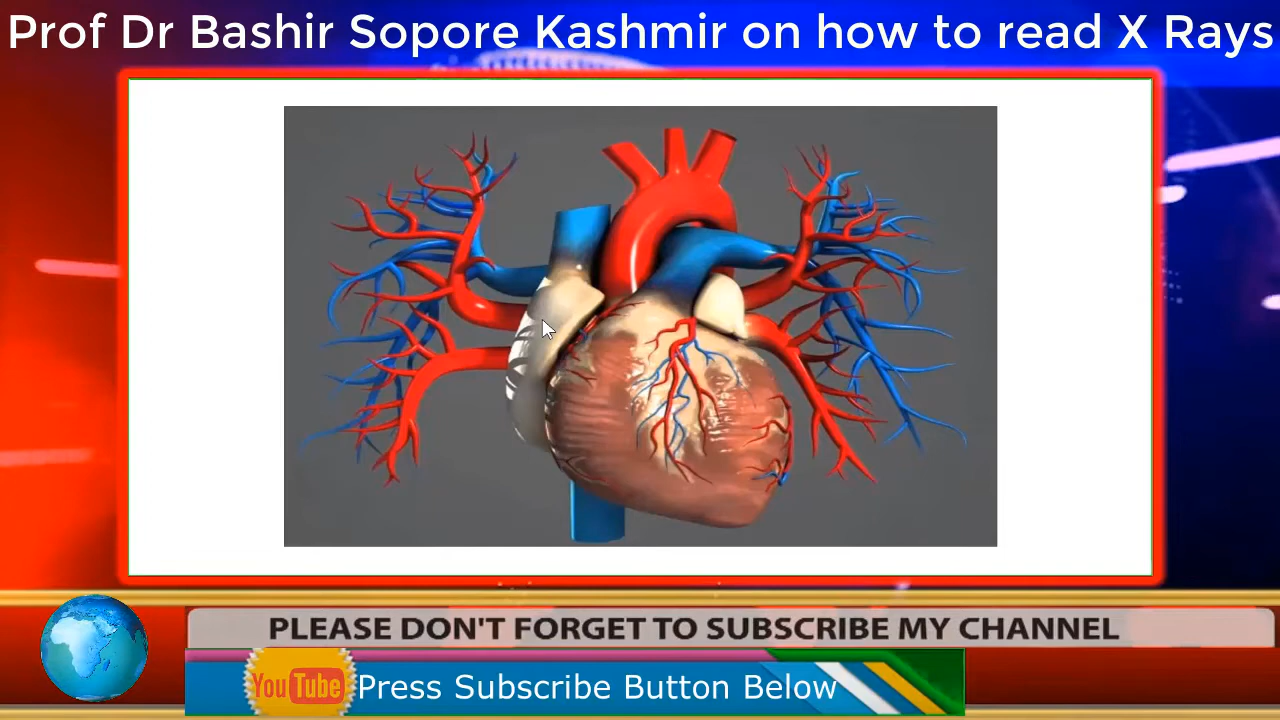 Prof Dr Bashir Sopore Kashmir on how to read X Rays
PLEASE DON'T FORGET TO SUBSCRIBE MY CHANNEL
YouTube Press Subscribe Button Below